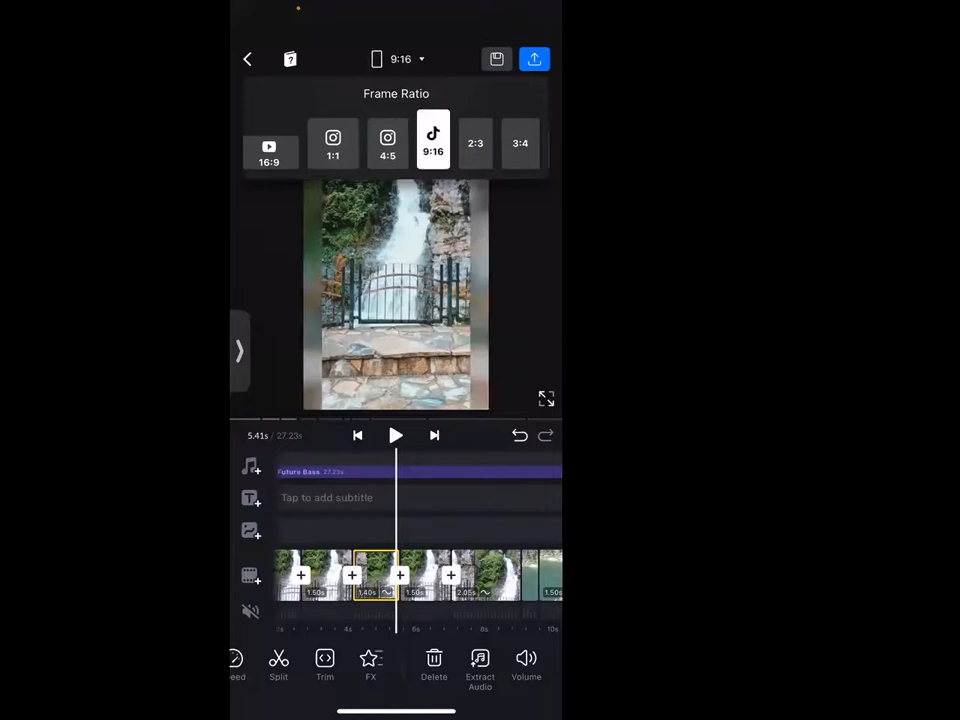 ?
9:16
Frame Ratio
16:9
1:1
4:5
9:16
2:3
3:4
5.41s / 27.23s
Future Bass 27.23s
Tap to add subtitle
1.50s
1.40s
1.50s
2.05s
1.50s
2s
4s
6s
8s
10s
eed
Split
Trim
FX
Delete
Extract
Audio
Volume